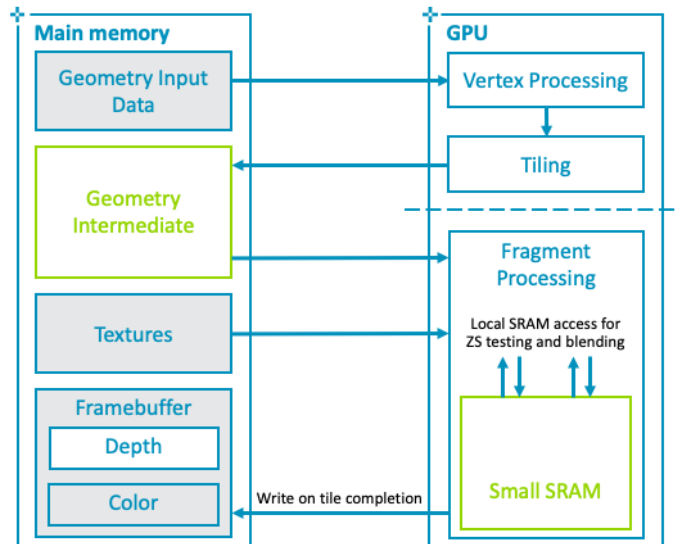 Main memory
Geometry Input
Data
Geometry
Intermediate
Textures
Framebuffer
Depth
Color
GPU
Vertex Processing
Tiling
Fragment
Processing
Local SRAM access for
ZS testing and blending
Small SRAM
Write on tile completion